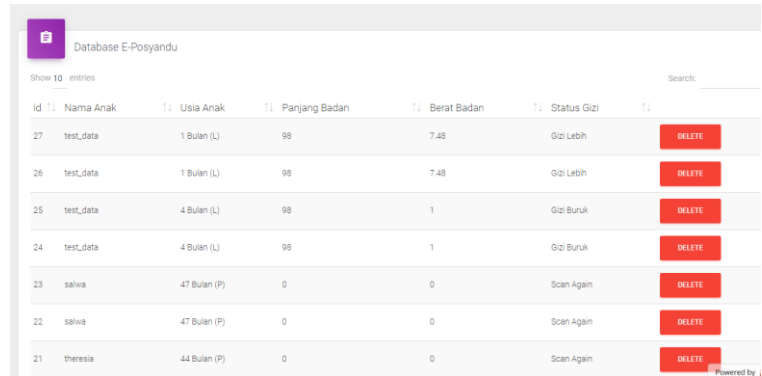 Database E-Posyandu
Show 10 entries Search:
id Nama Anak Usia Anak Panjang Badan Berat Badan Status Gizi
27 test_data 1 Bulan (L) 98 7.48 Gizi Lebih DELETE
26 test_data 1 Bulan (L) 98 7.48 Gizi Lebih DELETE
25 test_data 4 Bulan (L) 98 1 Gizi Buruk DELETE
24 test_data 4 Bulan (L) 98 1 Gizi Buruk DELETE
23 salwa 47 Bulan (P) 0 0 Scan Again DELETE
22 salwa 47 Bulan (P) 0 0 Scan Again DELETE
21 theresia 44 Bulan (P) 0 0 Scan Again DELETE
Powered by